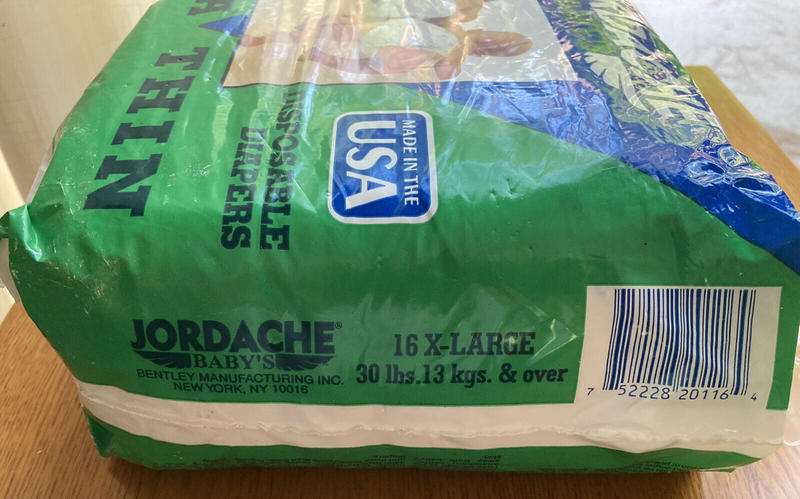 A THIN
DISPOSABLE
DIAPERS
MADE IN THE
USA
JORDACHE®
BABY'S
BENTLEY MANUFACTURING INC.
NEW YORK, NY 10016
16 X-LARGE
30 lbs.13 kgs. & over
7 52228 20116 4